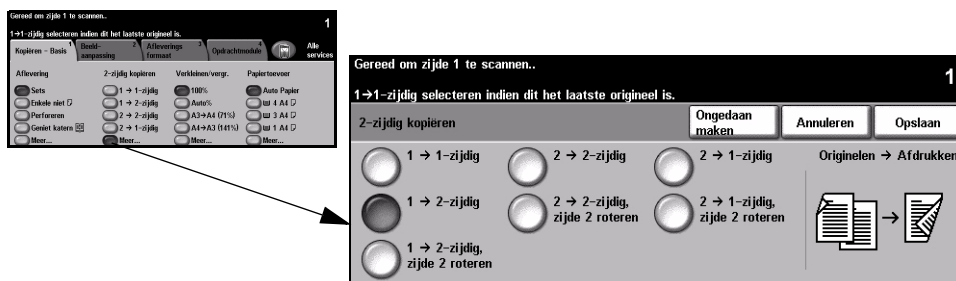 Gereed om zijde 1 te scannen..
1
1→1-zijdig selecteren indien dit het laatste origineel is.
Kopiëren - Basis 1
Beeld- aanpassing 2
Afleverings formaat 3
Opdrachtmodule 4
Alle services
Aflevering
2-zijdig kopiëren
Verkleinen/vergr.
Papiertoevoer
Sets
1 → 1-zijdig
100%
Auto Papier
Enkele niet
1 → 2-zijdig
Auto%
4 A4
Perforeren
2 → 2-zijdig
A3→A4 (71%)
3 A4
Geniet katern
2 → 1-zijdig
A4→A3 (141%)
1 A4
Meer...
Meer...
Meer...
Meer...
Gereed om zijde 1 te scannen..
1
1→1-zijdig selecteren indien dit het laatste origineel is.
2-zijdig kopiëren
Ongedaan
maken
Annuleren
Opslaan
1 → 1-zijdig
2 → 2-zijdig
2 → 1-zijdig
Originelen → Afdrukken
1 → 2-zijdig
2 → 2-zijdig,
zijde 2 roteren
2 → 1-zijdig,
zijde 2 roteren
1 → 2-zijdig,
zijde 2 roteren